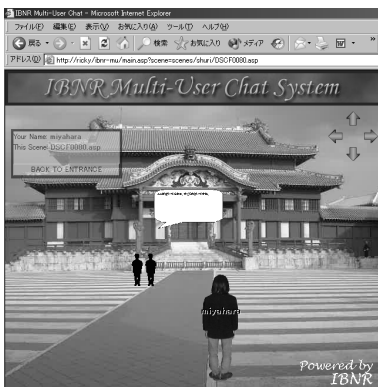 IBNR Multi-User Chat - Microsoft Internet Explorer
ファイル(F) 編集(E) 表示(V) お気に入り(A) ツール(T) ヘルプ(H)
戻る 検索 お気に入り メディア
アドレス(D) http://ricky/ibnr-mu/main.asp?scene=scenes/shuri/DSCF0080.asp
IBNR Multi-User Chat System
Your Name: miyahara
This Scene: DSCF0080.asp
BACK TO ENTRANCE
miyahara
Powered by
IBNR